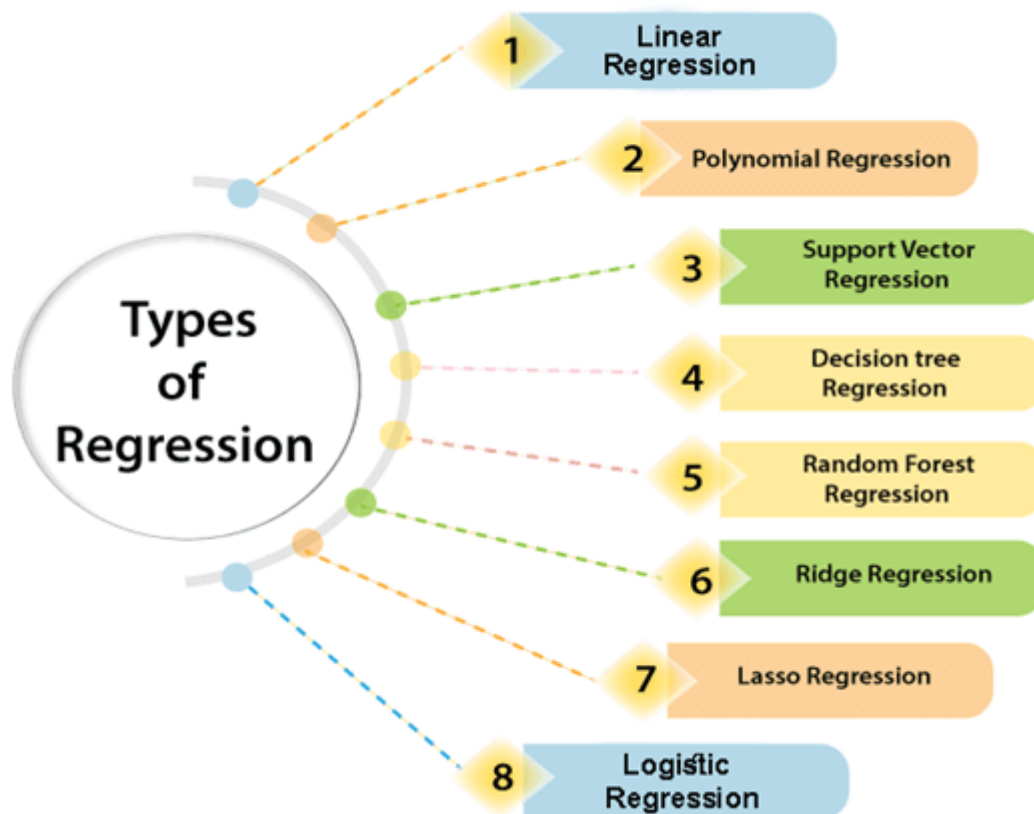 Types
of
Regression
1
Linear
Regression
2
Polynomial Regression
3
Support Vector
Regression
4
Decision tree
Regression
5
Random Forest
Regression
6
Ridge Regression
7
Lasso Regression
8
Logistic
Regression